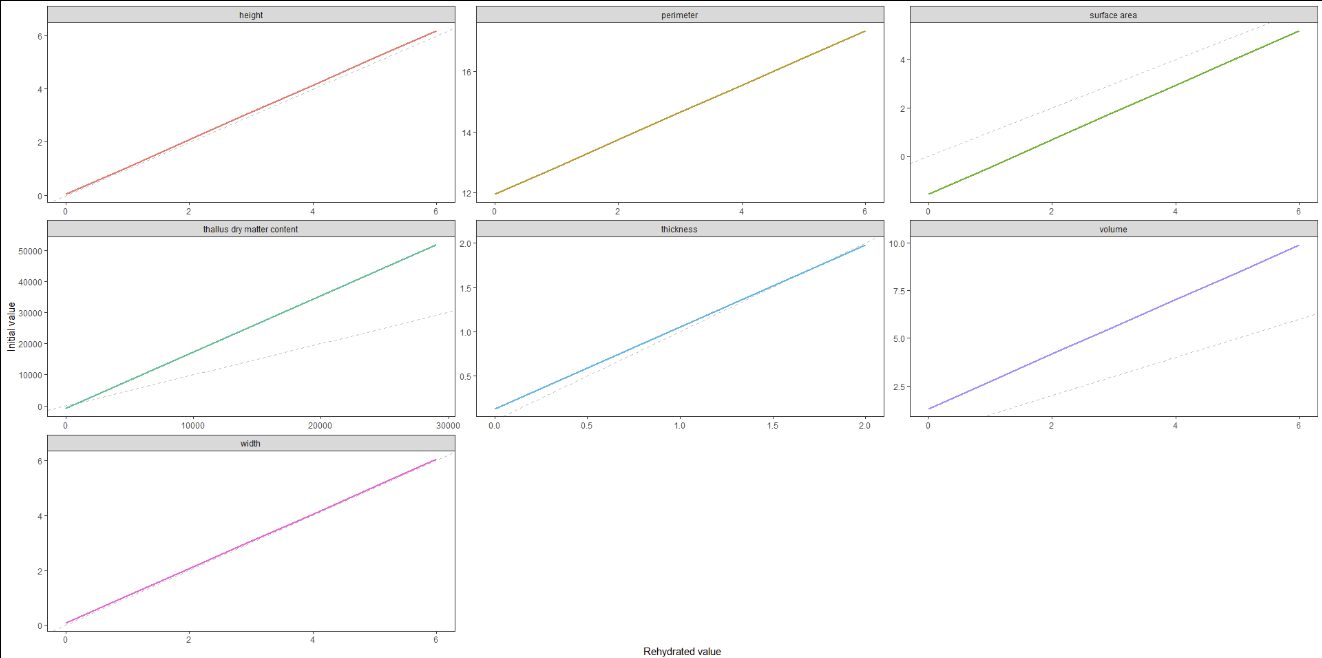 height perimeter surface area
6
4
2
0
0 2 4 6
16
14
12
0 2 4 6
4
2
0
0 2 4 6
thallus dry matter content thickness volume
50000
40000
30000
20000
10000
0
0 10000 20000 30000
2.0
1.5
1.0
0.5
0.0 0.5 1.0 1.5 2.0
10.0
7.5
5.0
2.5
0 2 4 6
Initial value
width
6
4
2
0
0 2 4 6
Rehydrated value